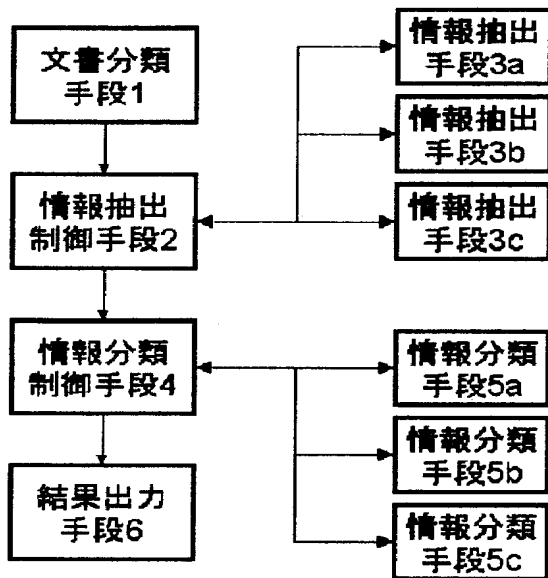 文書分類
手段1
情報抽出
制御手段2
情報分類
制御手段4
結果出力
手段6
情報抽出
手段3a
情報抽出
手段3b
情報抽出
手段3c
情報分類
手段5a
情報分類
手段5b
情報分類
手段5c